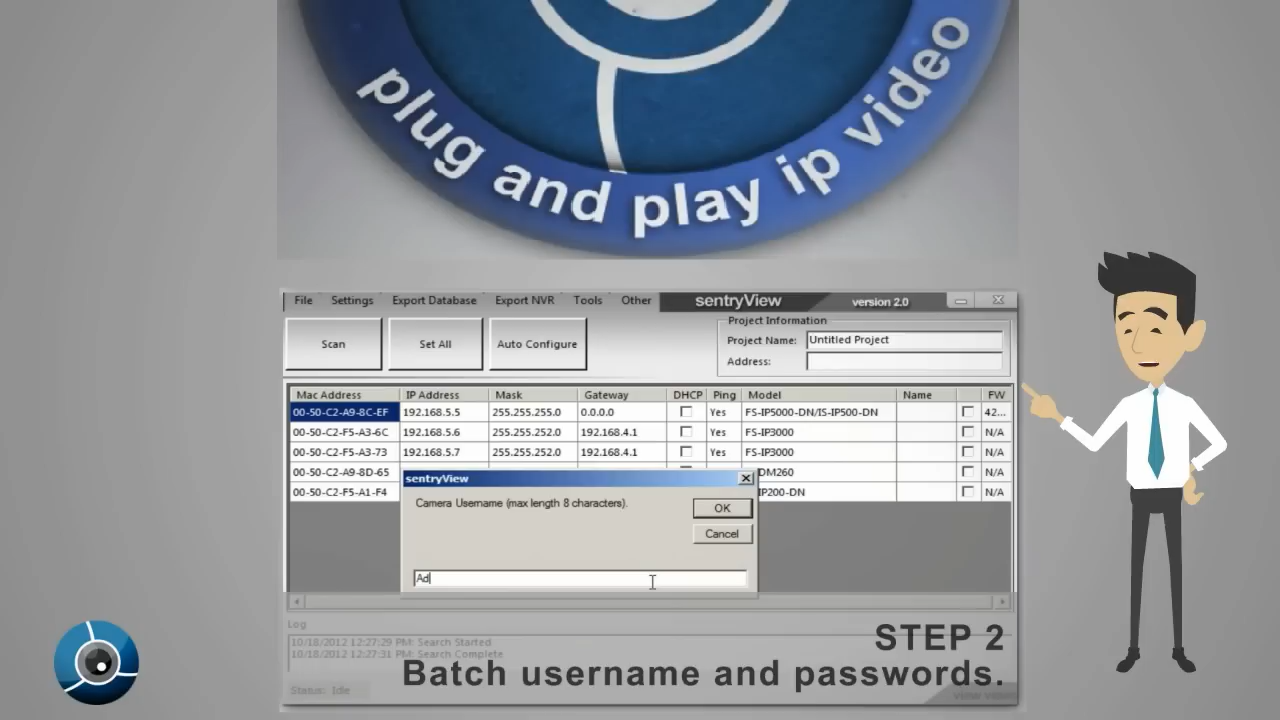 plug and play ip video
File Settings Export Database Export NVR Tools Other sentryView version 2.0
Scan Set All Auto Configure
Project Information
Project Name: Untitled Project
Address:
Mac Address IP Address Mask Gateway DHCP Ping Model Name FW
00-50-C2-A9-8C-EF 192.168.5.5 255.255.255.0 0.0.0.0 Yes FS-IP5000-DN/IS-IP500-DN 42...
00-50-C2-F5-A3-6C 192.168.5.6 255.255.252.0 192.168.4.1 Yes FS-IP3000 N/A
00-50-C2-F5-A3-73 192.168.5.7 255.255.252.0 192.168.4.1 Yes FS-IP3000 N/A
00-50-C2-A9-8D-65 DM260 N/A
00-50-C2-F5-A1-F4 IP200-DN N/A
sentryView
Camera Username (max length 8 characters).
OK
Cancel
Ad
Log
10/18/2012 12:27:29 PM: Search Started
10/18/2012 12:27:31 PM: Search Complete
STEP 2
Batch username and passwords.
Status: Idle